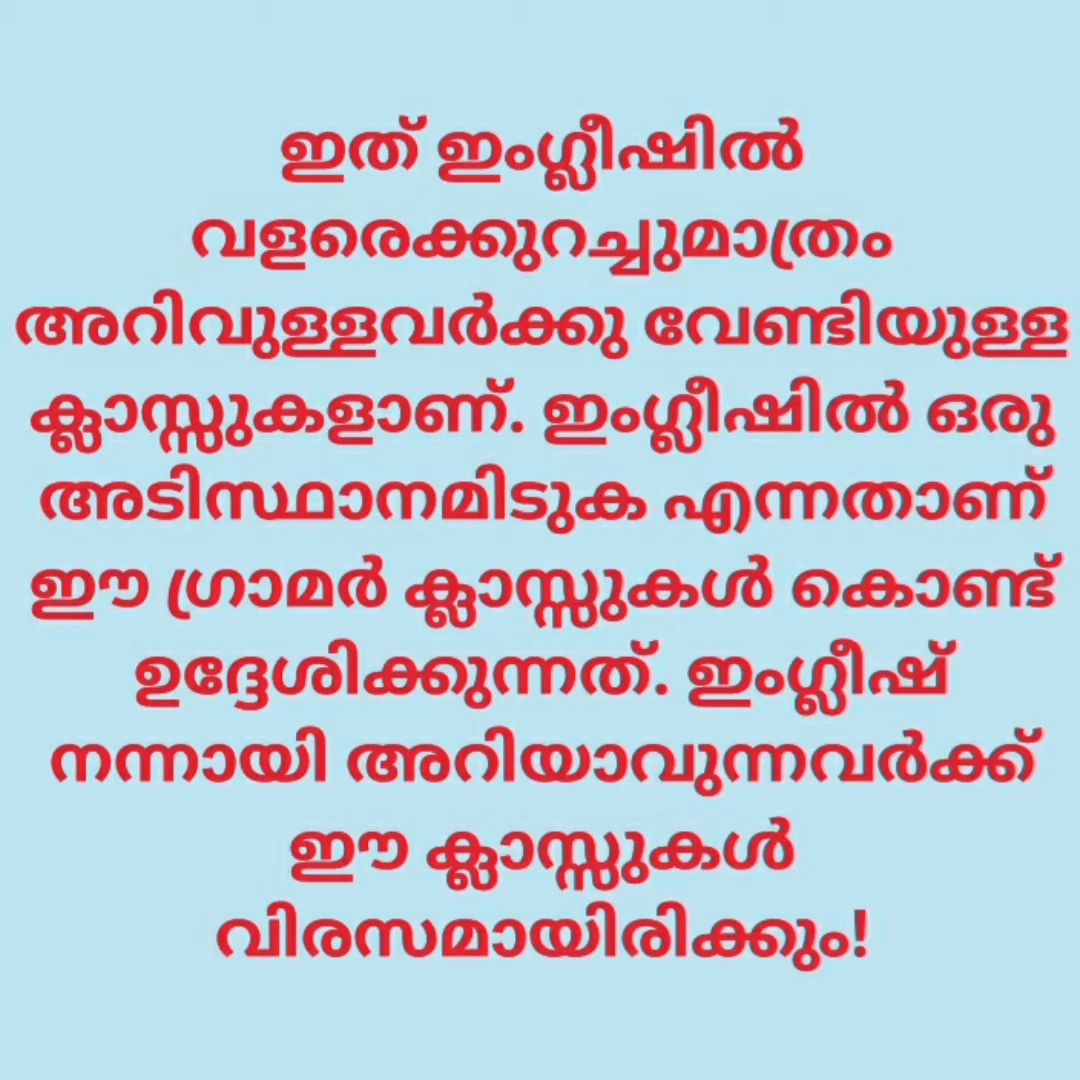 ഇത് ഇംഗ്ലീഷിൽ
വളരെക്കുറച്ചുമാത്രം
അറിവുള്ളവർക്കു വേണ്ടിയുള്ള
ക്ലാസ്സുകളാണ്. ഇംഗ്ലീഷിൽ ഒരു
അടിസ്ഥാനമിടുക എന്നതാണ്
ഈ ഗ്രാമർ ക്ലാസ്സുകൾ കൊണ്ട്
ഉദ്ദേശിക്കുന്നത്. ഇംഗ്ലീഷ്
നന്നായി അറിയാവുന്നവർക്ക്
ഈ ക്ലാസ്സുകൾ
വിരസമായിരിക്കും!